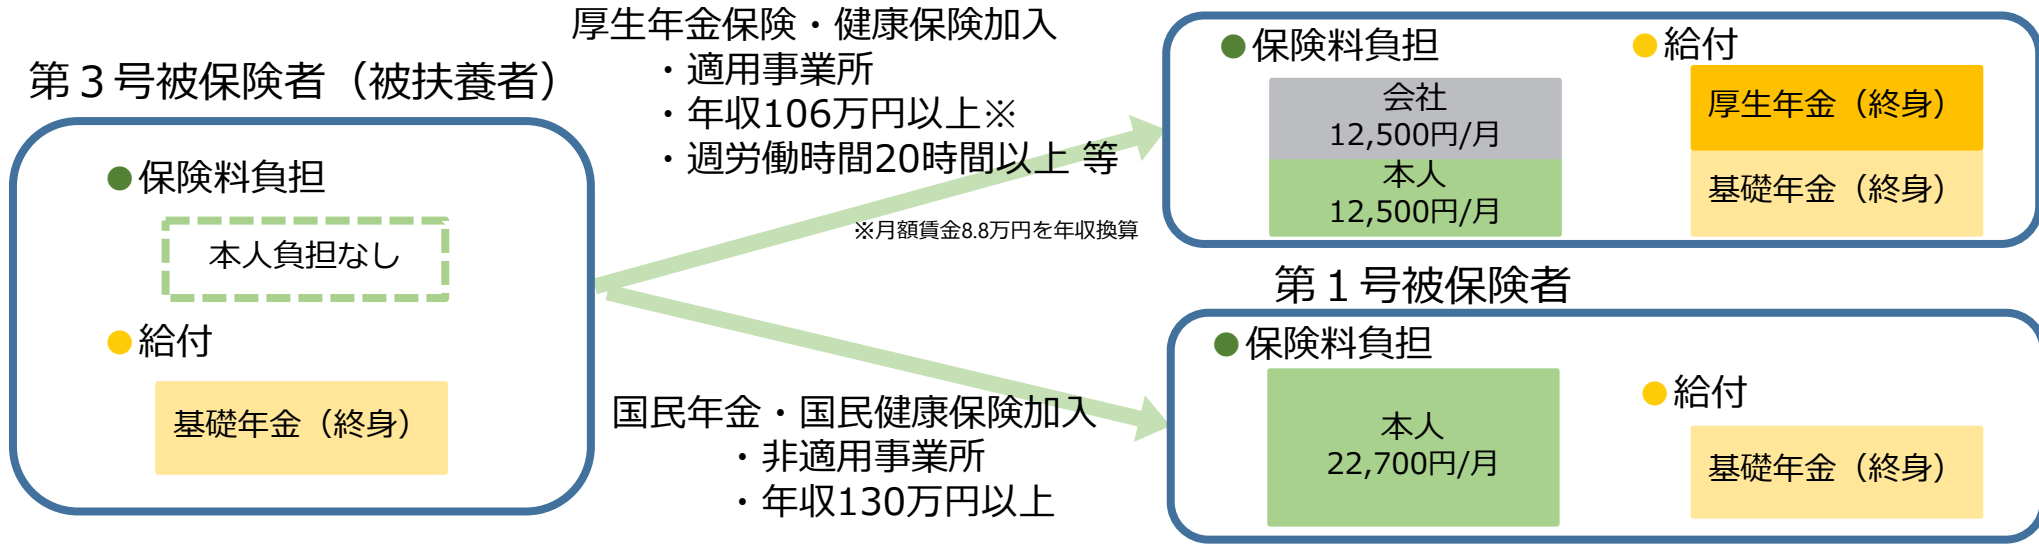 第３号被保険者（被扶養者）
●保険料負担
本人負担なし
●給付
基礎年金（終身）
厚生年金保険・健康保険加入
・適用事業所
・年収106万円以上※
・週労働時間20時間以上 等
※月額賃金8.8万円を年収換算
●保険料負担
会社
12,500円/月
本人
12,500円/月
●給付
厚生年金（終身）
基礎年金（終身）
国民年金・国民健康保険加入
・非適用事業所
・年収130万円以上
第１号被保険者
●保険料負担
本人
22,700円/月
●給付
基礎年金（終身）